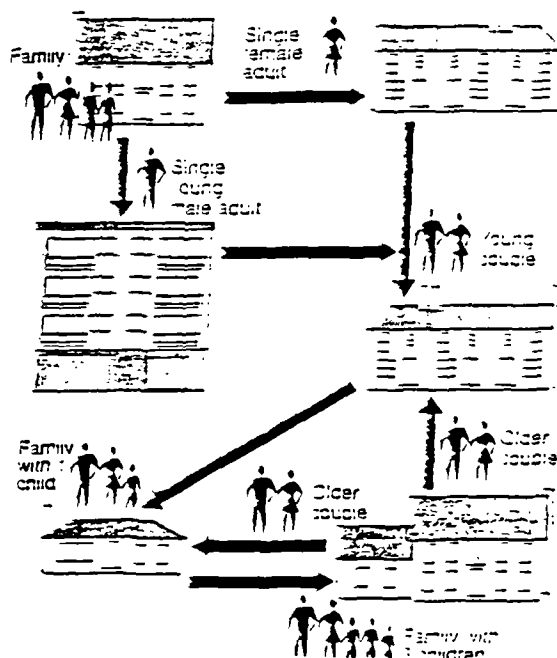 Family
Single
female
adult
Single
young
male adult
Young
couple
Family
with 1
child
Older
couple
Older
couple
Family with
3 children